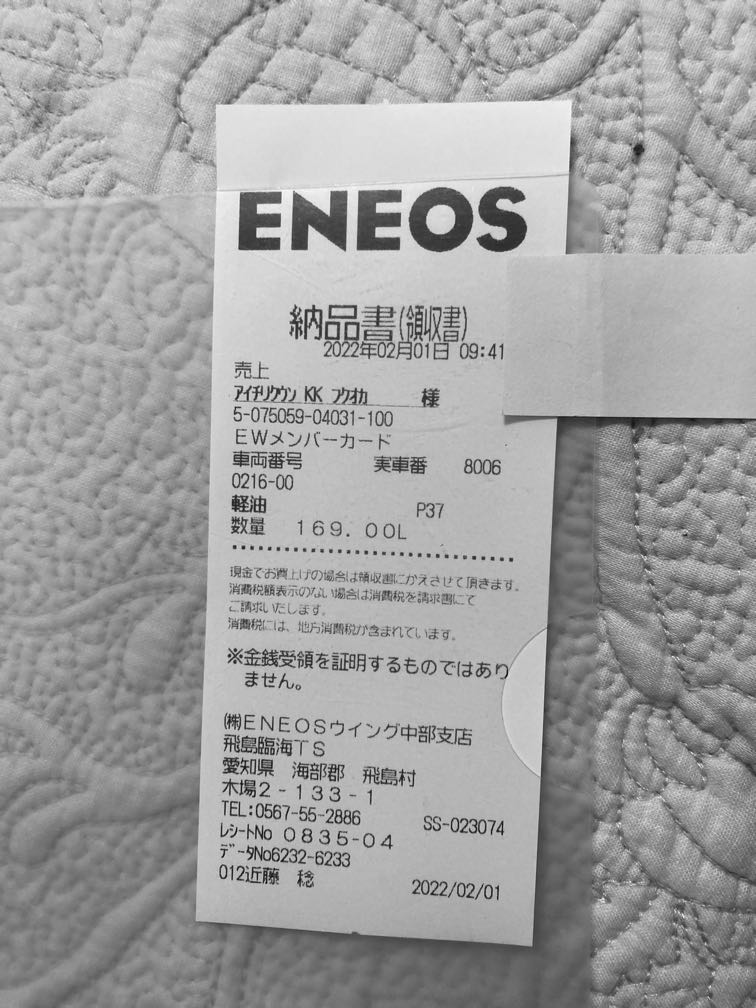 ENEOS
納品書(領収書)
2022年02月01日 09:41
売上
アイチリクウン KK フクオカ 様
5-075059-04031-100
EWメンバーカード
車両番号 実車番 8006
0216-00
軽油 P37
数量 169.00L
現金でお買上げの場合は領収書にかえさせて頂きます。
消費税額表示のない場合は消費税を請求書にて
ご請求いたします。
消費税には、地方消費税が含まれています。
※金銭受領を証明するものではあり
ません。
㈱ENEOSウイング中部支店
飛島臨海TS
愛知県 海部郡 飛島村
木場2-133-1
TEL:0567-55-2886 SS-023074
レシートNo 0835-04
データNo6232-6233
012近藤 稔 2022/02/01